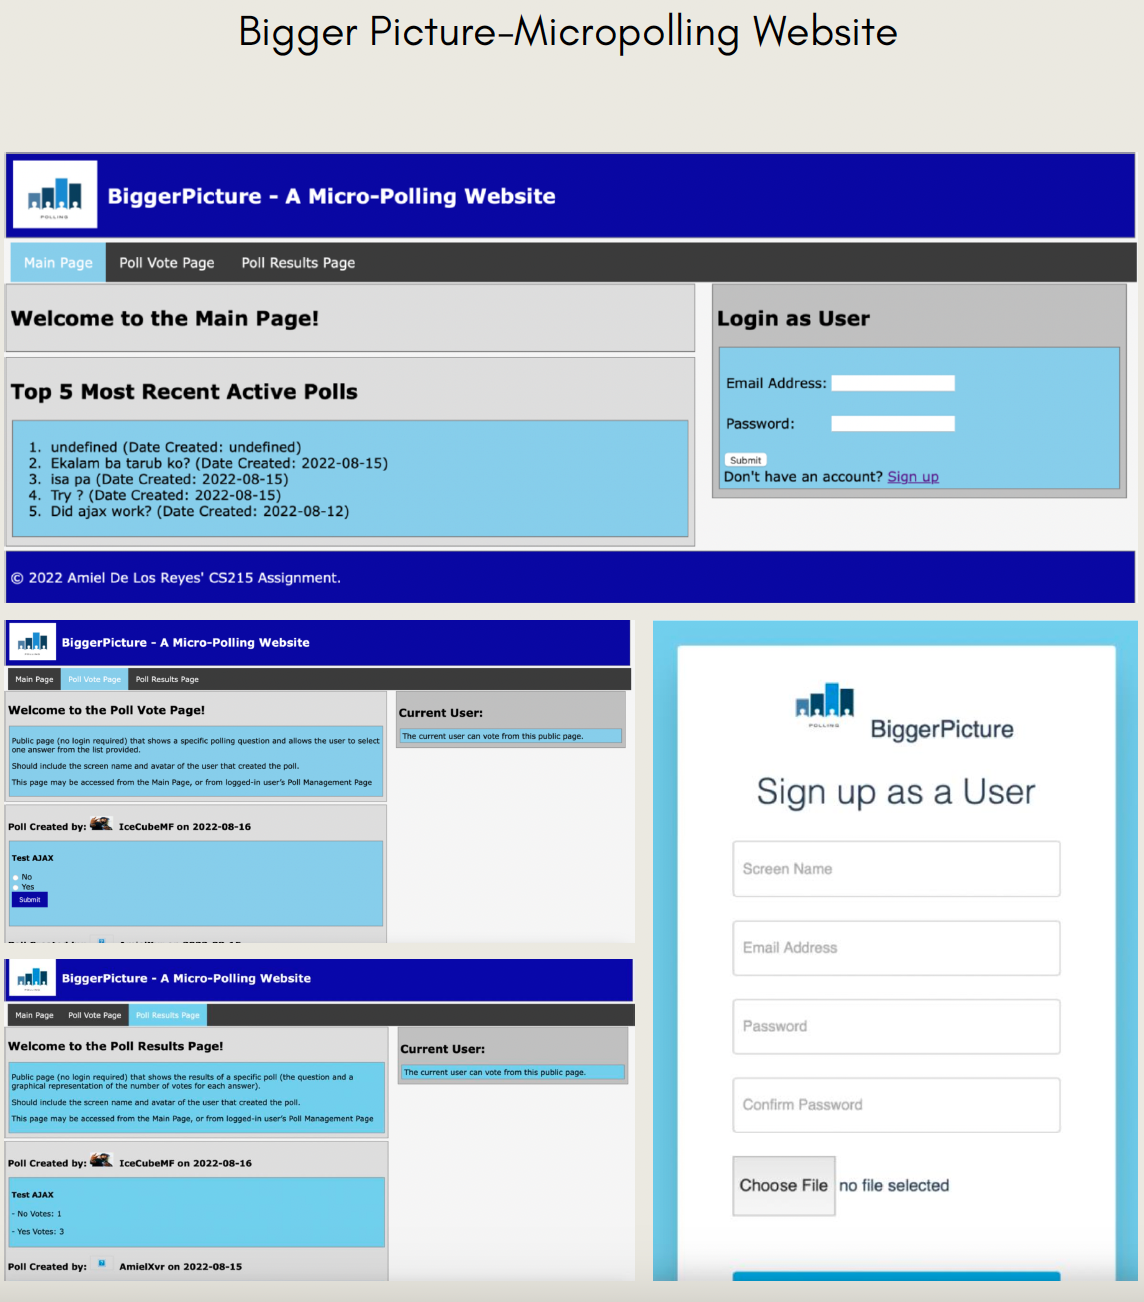 Bigger Picture-Micropolling Website
POLLING
BiggerPicture - A Micro-Polling Website
Main Page Poll Vote Page Poll Results Page
Welcome to the Main Page!
Top 5 Most Recent Active Polls
1. undefined (Date Created: undefined)
2. Ekalam ba tarub ko? (Date Created: 2022-08-15)
3. isa pa (Date Created: 2022-08-15)
4. Try ? (Date Created: 2022-08-15)
5. Did ajax work? (Date Created: 2022-08-12)
Login as User
Email Address:
Password:
Submit
Don't have an account? Sign up
© 2022 Amiel De Los Reyes' CS215 Assignment.
POLLING
BiggerPicture - A Micro-Polling Website
Main Page Poll Vote Page Poll Results Page
Welcome to the Poll Vote Page!
Public page (no login required) that shows a specific polling question and allows the user to select
one answer from the list provided.
Should include the screen name and avatar of the user that created the poll.
This page may be accessed from the Main Page, or from logged-in user's Poll Management Page
Current User:
The current user can vote from this public page.
Poll Created by: IceCubeMF on 2022-08-16
Test AJAX
No
Yes
Submit
POLLING
BiggerPicture - A Micro-Polling Website
Main Page Poll Vote Page Poll Results Page
Welcome to the Poll Results Page!
Public page (no login required) that shows the results of a specific poll (the question and a
graphical representation of the number of votes for each answer).
Should include the screen name and avatar of the user that created the poll.
This page may be accessed from the Main Page, or from logged-in user's Poll Management Page
Current User:
The current user can vote from this public page.
Poll Created by: IceCubeMF on 2022-08-16
Test AJAX
- No Votes: 1
- Yes Votes: 3
Poll Created by: AmielXvr on 2022-08-15
POLLING
BiggerPicture
Sign up as a User
Screen Name
Email Address
Password
Confirm Password
Choose File no file selected